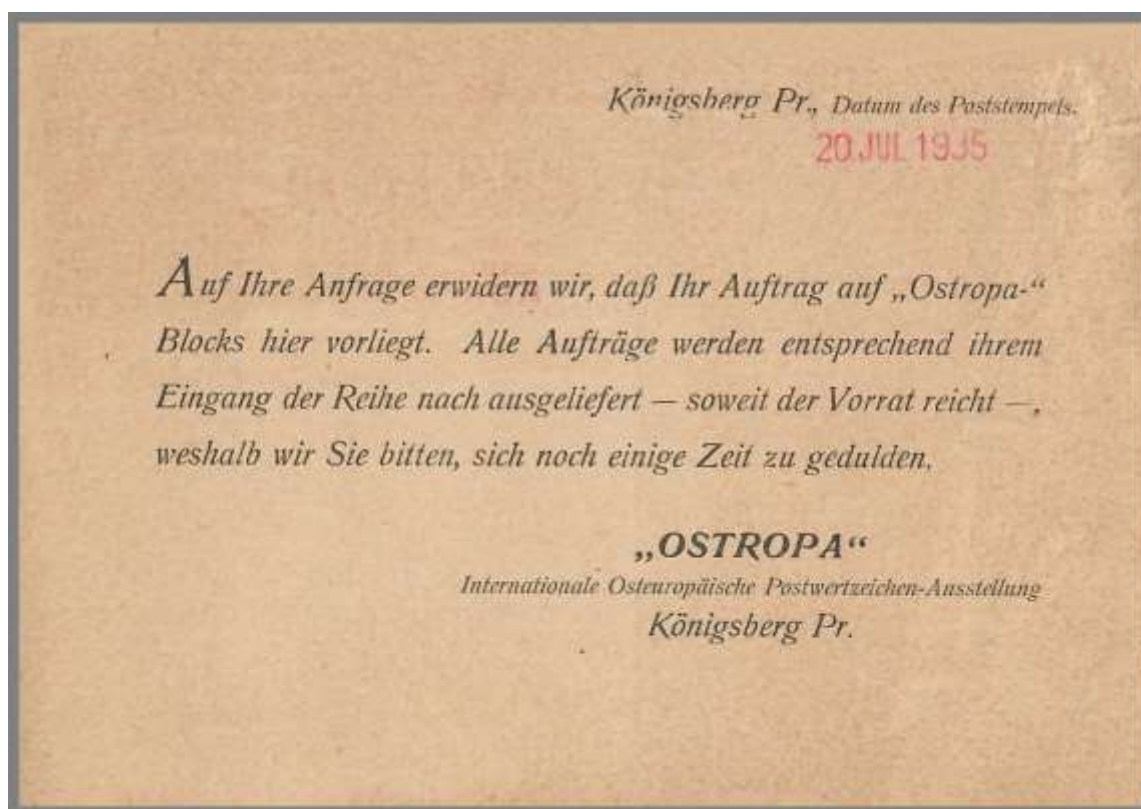 Königsberg Pr., Datum des Poststempels.
20 JUL 1935
Auf Ihre Anfrage erwidern wir, daß Ihr Auftrag auf „Ostropa-“
Blocks hier vorliegt. Alle Aufträge werden entsprechend ihrem
Eingang der Reihe nach ausgeliefert — soweit der Vorrat reicht —,
weshalb wir Sie bitten, sich noch einige Zeit zu gedulden.
„OSTROPA“
Internationale Osteuropäische Postwertzeichen-Ausstellung
Königsberg Pr.